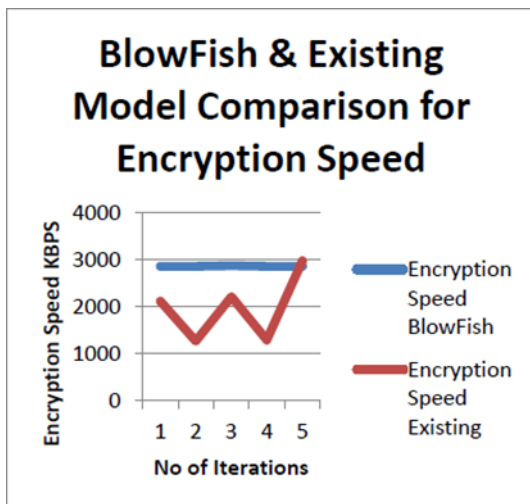 BlowFish & Existing
Model Comparison for
Encryption Speed
Encryption Speed KBPS
4000
3000
2000
1000
0
1 2 3 4 5
No of Iterations
Encryption
Speed
BlowFish
Encryption
Speed
Existing